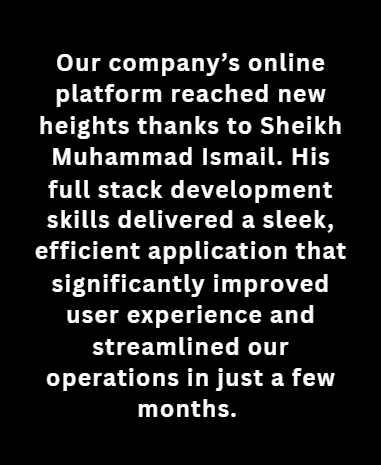 Our company’s online
platform reached new
heights thanks to Sheikh
Muhammad Ismail. His
full stack development
skills delivered a sleek,
efficient application that
significantly improved
user experience and
streamlined our
operations in just a few
months.